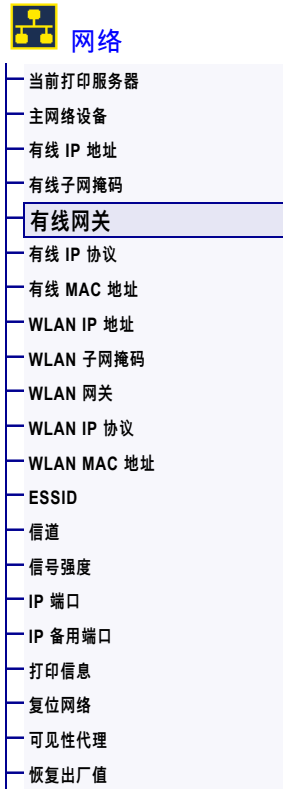 网络
当前打印服务器
主网络设备
有线 IP 地址
有线子网掩码
有线网关
有线 IP 协议
有线 MAC 地址
WLAN IP 地址
WLAN 子网掩码
WLAN 网关
WLAN IP 协议
WLAN MAC 地址
ESSID
信道
信号强度
IP 端口
IP 备用端口
打印信息
复位网络
可见性代理
恢复出厂值